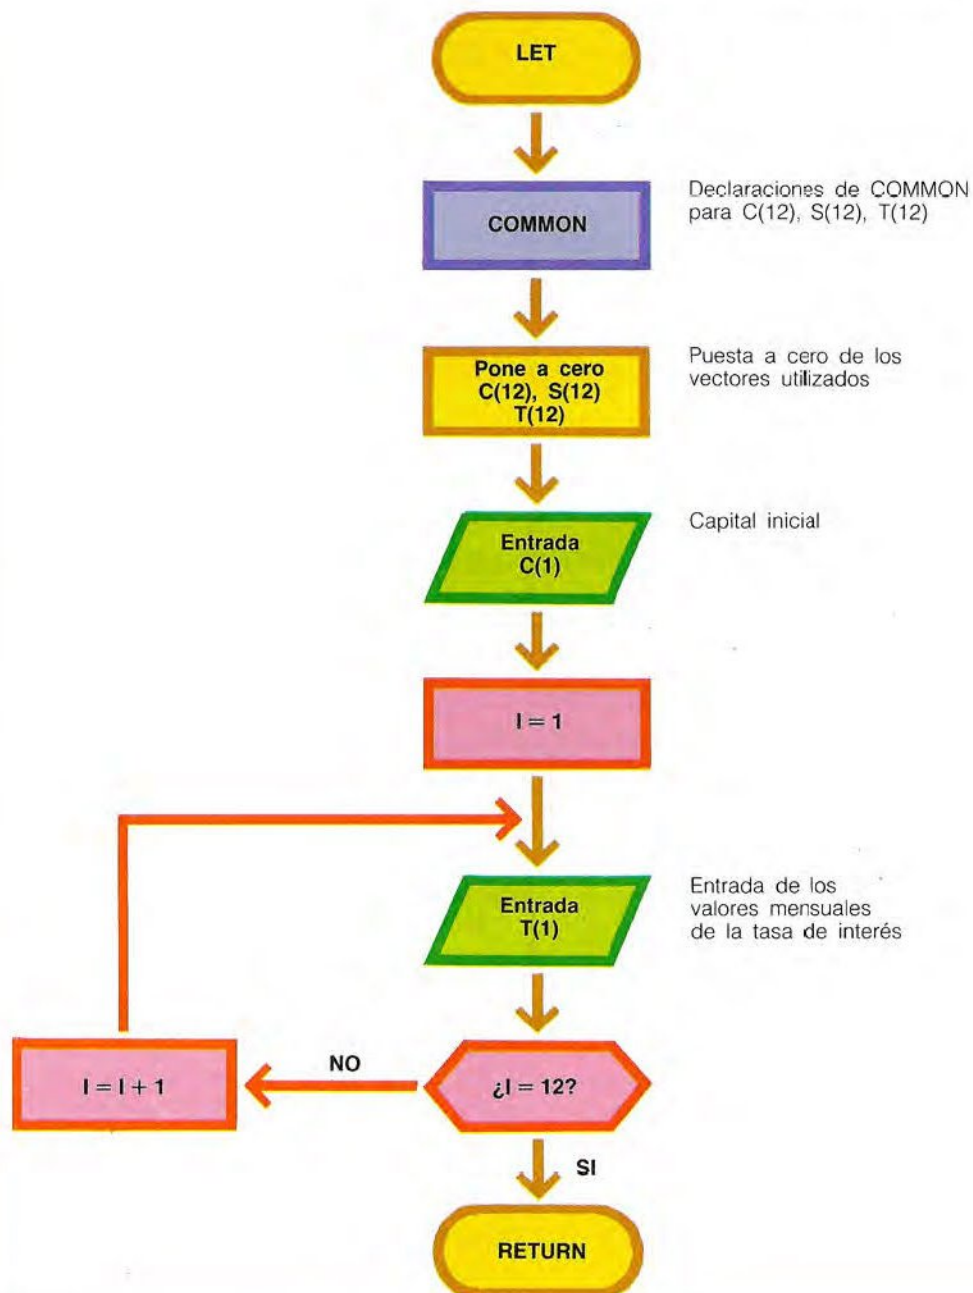 LET
COMMON
Declaraciones de COMMON
para C(12), S(12), T(12)
Pone a cero
C(12), S(12)
T(12)
Puesta a cero de los
vectores utilizados
Entrada
C(1)
Capital inicial
I = 1
Entrada
T(1)
Entrada de los
valores mensuales
de la tasa de interés
¿I = 12?
NO
I = I + 1
SI
RETURN